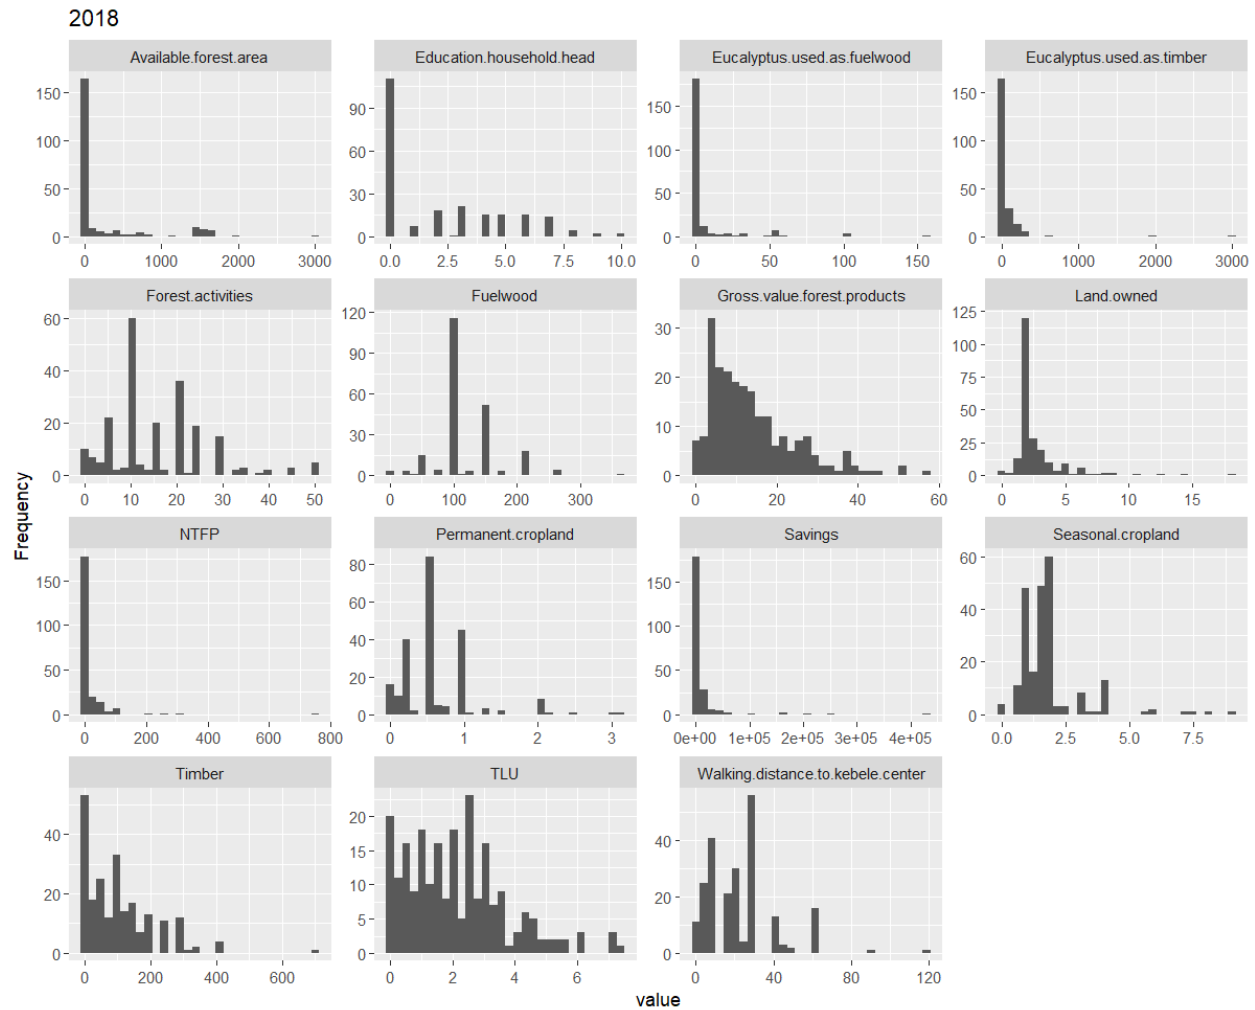 2018
Available.forest.area Education.household.head Eucalyptus.used.as.fuelwood Eucalyptus.used.as.timber
150 100 50 0
90 60 30 0
150 100 50 0
150 100 50 0
0 1000 2000 3000
0.0 2.5 5.0 7.5 10.0
0 50 100 150
0 1000 2000 3000
Forest.activities Fuelwood Gross.value.forest.products Land.owned
60 40 20 0
120 90 60 30 0
30 20 10 0
125 100 75 50 25 0
0 10 20 30 40 50
0 100 200 300
0 20 40 60
0 5 10 15
NTFP Permanent.cropland Savings Seasonal.cropland
150 100 50 0
80 60 40 20 0
150 100 50 0
60 40 20 0
0 200 400 600 800
0 1 2 3
0e+00 1e+05 2e+05 3e+05 4e+05
0.0 2.5 5.0 7.5
Timber TLU Walking.distance.to.kebele.center
40 20 0
20 15 10 5 0
40 20 0
0 200 400 600
0 2 4 6
0 40 80 120
Frequency
value